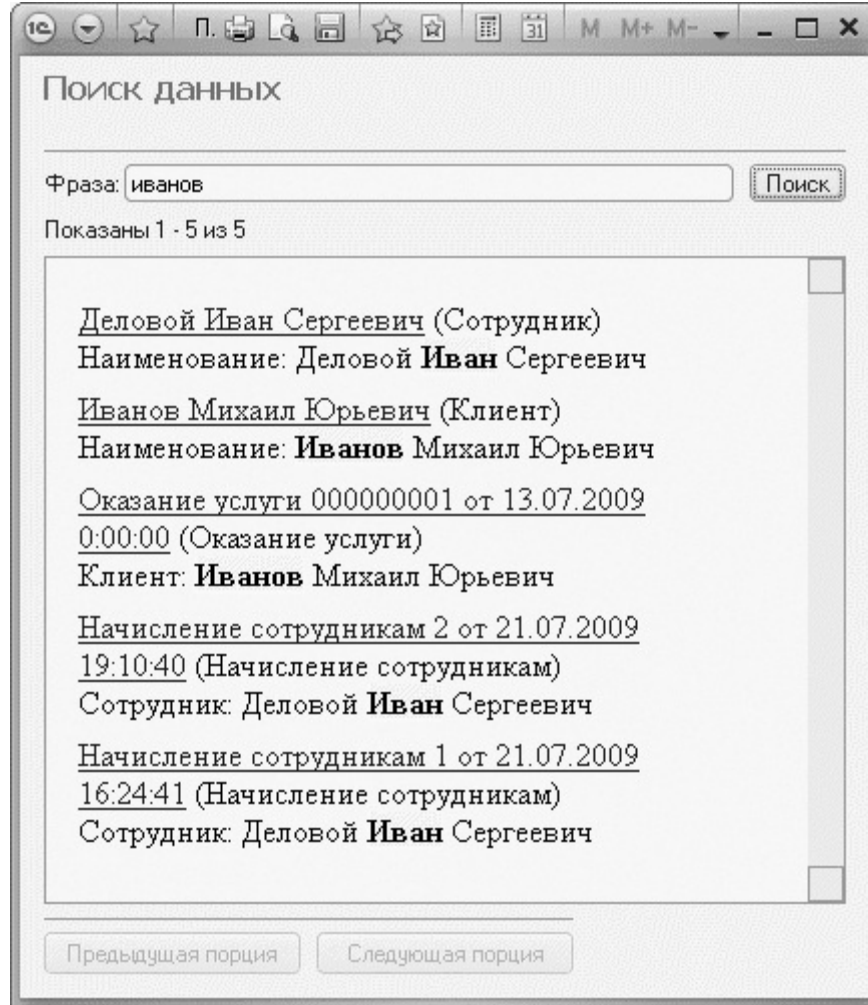 1С П. 31 M M+ M-
Поиск данных
Фраза: иванов Поиск
Показаны 1 - 5 из 5
Деловой Иван Сергеевич (Сотрудник)
Наименование: Деловой Иван Сергеевич
Иванов Михаил Юрьевич (Клиент)
Наименование: Иванов Михаил Юрьевич
Оказание услуги 000000001 от 13.07.2009
0:00:00 (Оказание услуги)
Клиент: Иванов Михаил Юрьевич
Начисление сотрудникам 2 от 21.07.2009
19:10:40 (Начисление сотрудникам)
Сотрудник: Деловой Иван Сергеевич
Начисление сотрудникам 1 от 21.07.2009
16:24:41 (Начисление сотрудникам)
Сотрудник: Деловой Иван Сергеевич
Предыдущая порция Следующая порция